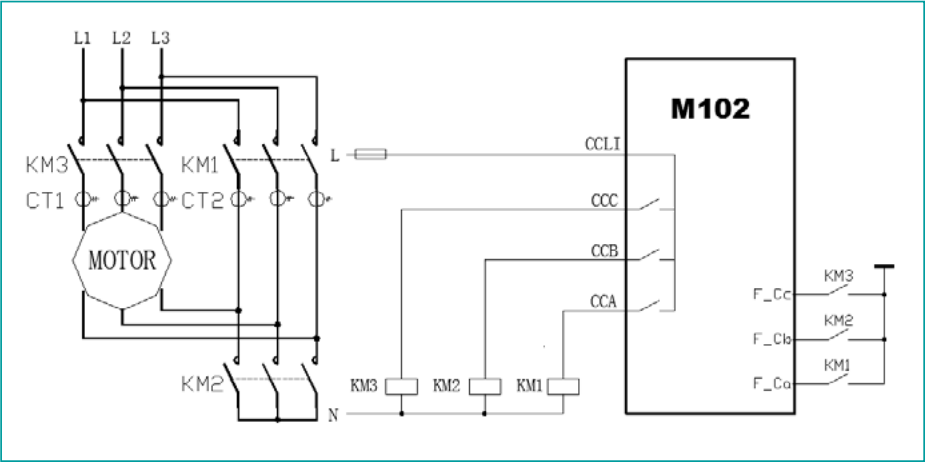 L1 L2 L3
M102
CCLI
L
KM3 KM1
CT1 CT2
CCC
MOTOR
CCB
KM3
F_Cc
CCA
KM2
F_Cb
KM1
KM2 KM3 KM2 KM1
F_Ca
N